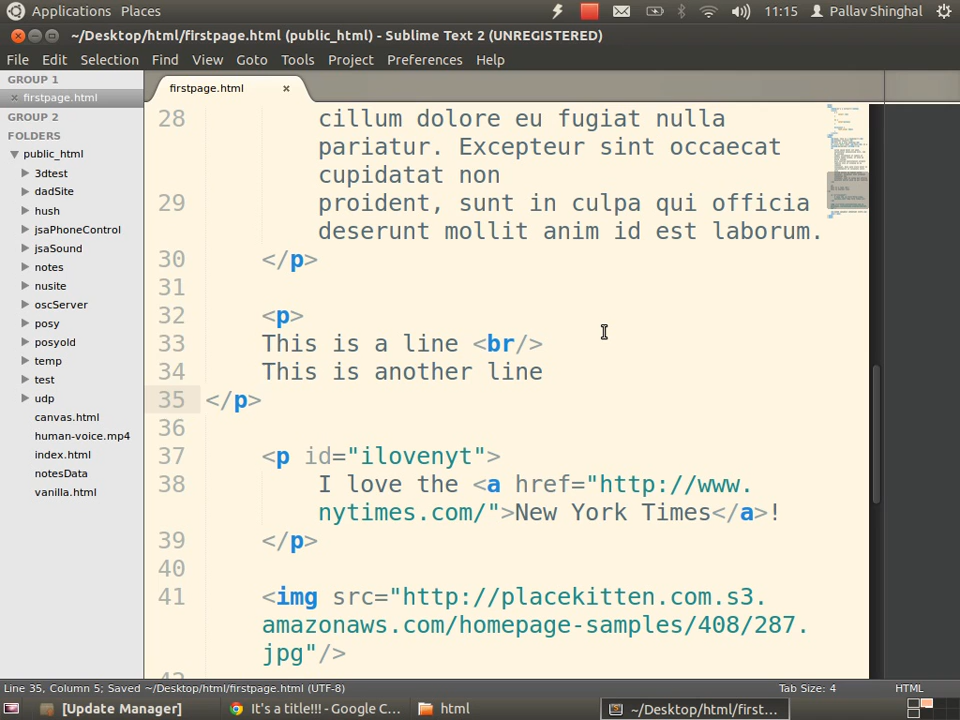 Applications Places
11:15 Pallav Shinghal
~/Desktop/html/firstpage.html (public_html) - Sublime Text 2 (UNREGISTERED)
File Edit Selection Find View Goto Tools Project Preferences Help
GROUP 1
firstpage.html
GROUP 2
FOLDERS
public_html
3dtest
dadSite
hush
jsaPhoneControl
jsaSound
notes
nusite
oscServer
posy
posyold
temp
test
udp
canvas.html
human-voice.mp4
index.html
notesData
vanilla.html
firstpage.html
28 cillum dolore eu fugiat nulla
pariatur. Excepteur sint occaecat
cupidatat non
29 proident, sunt in culpa qui officia
deserunt mollit anim id est laborum.
30 </p>
31
32 <p>
33 This is a line <br/>
34 This is another line
35 </p>
36
37 <p id="ilovenyt">
38 I love the <a href="http://www.
nytimes.com/">New York Times</a>!
39 </p>
40
41 <img src="http://placekitten.com.s3.
amazonaws.com/homepage-samples/408/287.
jpg"/>
Line 35, Column 5; Saved ~/Desktop/html/firstpage.html (UTF-8)
Tab Size: 4
HTML
[Update Manager]
It's a title!!! - Google C...
html
~/Desktop/html/first...